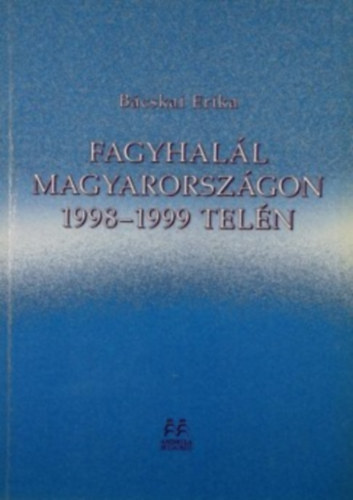 Bácskai Erika
FAGYHALÁL
MAGYARORSZÁGON
1998–1999 TELÉN